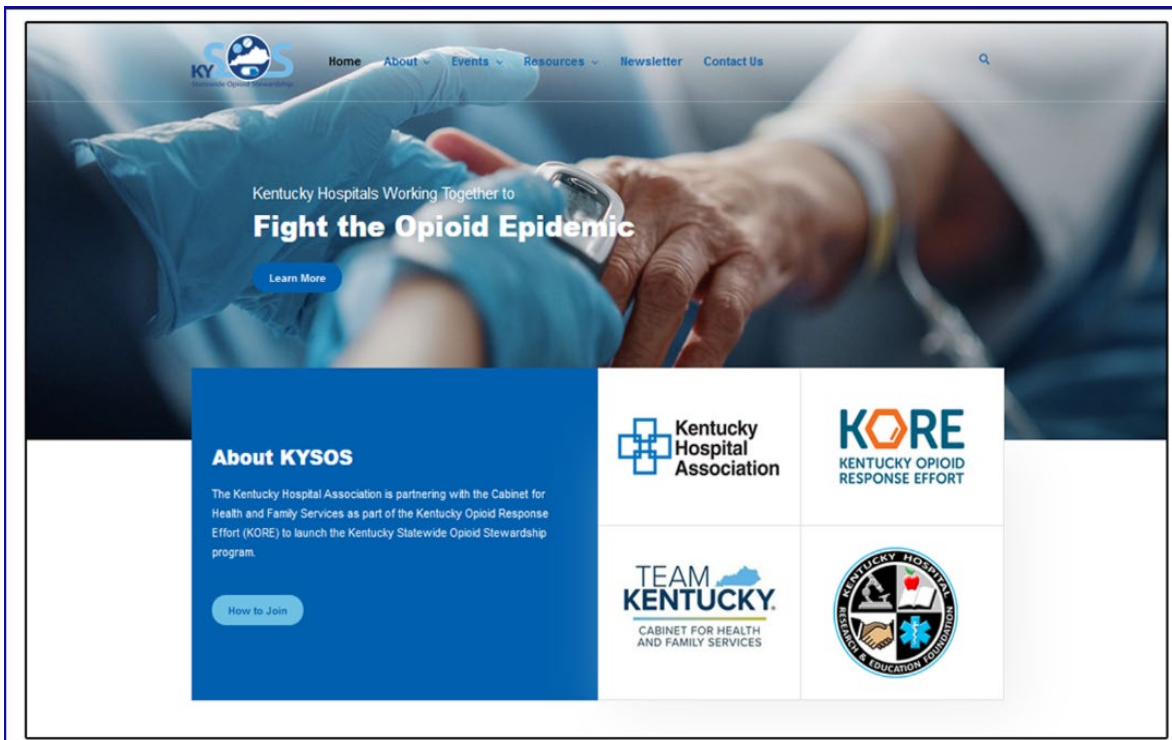 KYSOS
Statewide Opioid Stewardship
Home About Events Resources Newsletter Contact Us
Kentucky Hospitals Working Together to
Fight the Opioid Epidemic
Learn More
About KYSOS
The Kentucky Hospital Association is partnering with the Cabinet for
Health and Family Services as part of the Kentucky Opioid Response
Effort (KORE) to launch the Kentucky Statewide Opioid Stewardship
program.
How to Join
Kentucky
Hospital
Association
KORE
KENTUCKY OPIOID
RESPONSE EFFORT
TEAM
KENTUCKY.
CABINET FOR HEALTH
AND FAMILY SERVICES
KENTUCKY HOSPITAL
RESEARCH & EDUCATION FOUNDATION